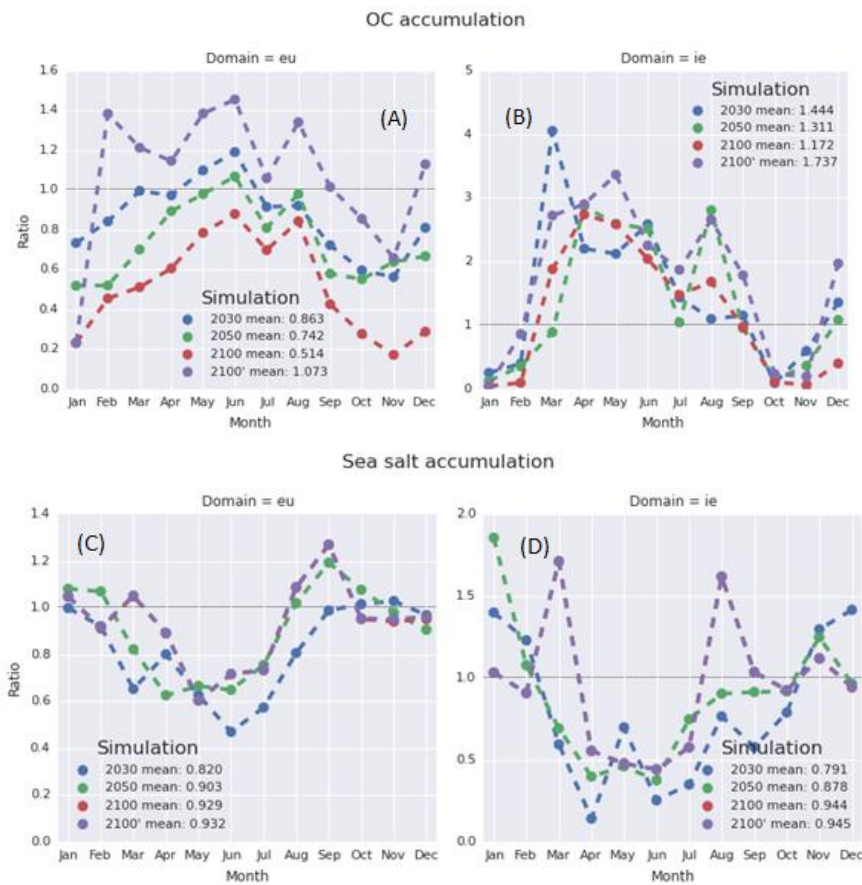 OC accumulation
Domain = eu
Domain = ie
1.6
1.4
1.2
1.0
0.8
0.6
0.4
0.2
0.0
Ratio
(A)
Simulation
2030 mean: 0.863
2050 mean: 0.742
2100 mean: 0.514
2100' mean: 1.073
Jan Feb Mar Apr May Jun Jul Aug Sep Oct Nov Dec
Month
5
4
3
2
1
0
(B)
Simulation
2030 mean: 1.444
2050 mean: 1.311
2100 mean: 1.172
2100' mean: 1.737
Jan Feb Mar Apr May Jun Jul Aug Sep Oct Nov Dec
Month
Sea salt accumulation
Domain = eu
Domain = ie
1.4
1.2
1.0
0.8
0.6
0.4
0.2
0.0
Ratio
(C)
Simulation
2030 mean: 0.820
2050 mean: 0.903
2100 mean: 0.929
2100' mean: 0.932
Jan Feb Mar Apr May Jun Jul Aug Sep Oct Nov Dec
Month
2.0
1.5
1.0
0.5
0.0
(D)
Simulation
2030 mean: 0.791
2050 mean: 0.878
2100 mean: 0.944
2100' mean: 0.945
Jan Feb Mar Apr May Jun Jul Aug Sep Oct Nov Dec
Month